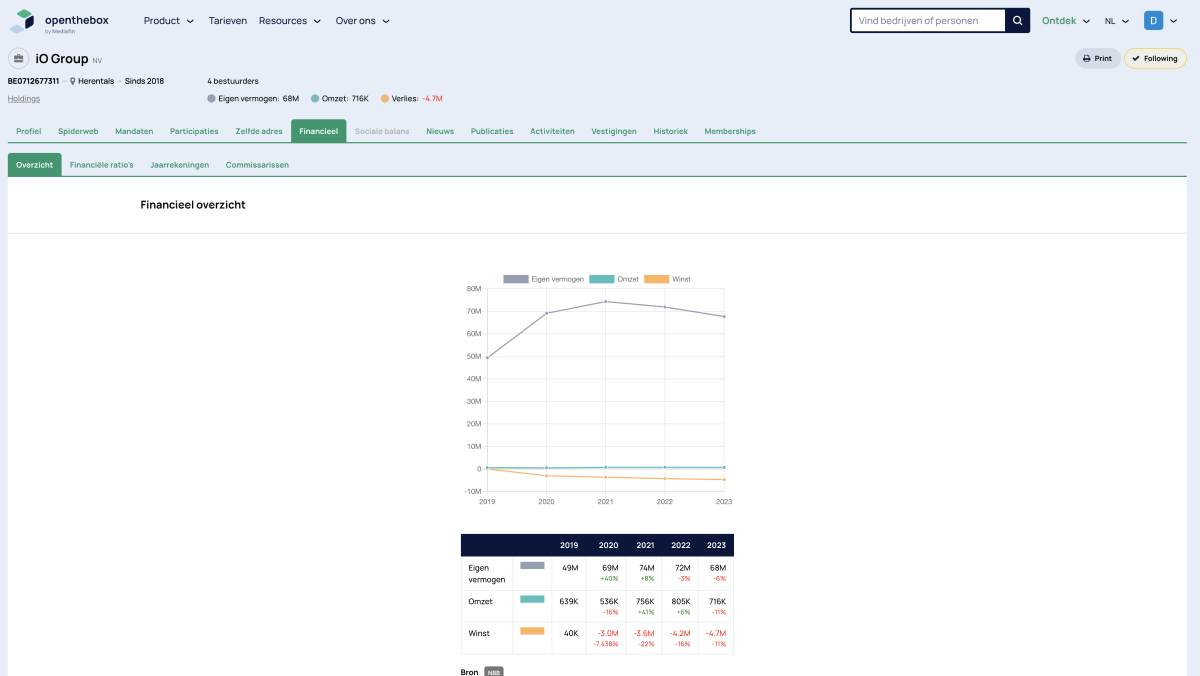 openthebox
by Mediafin
Product Tarieven Resources Over ons
Vind bedrijven of personen
Ontdek NL D
iO Group NV
Print Following
BE0712677311 – Herentals – Sinds 2018
4 bestuurders
Holdings
Eigen vermogen: 68M Omzet: 716K Verlies: -4.7M
Profiel Spiderweb Mandaten Participaties Zelfde adres Financieel Sociale balans Nieuws Publicaties Activiteiten Vestigingen Historiek Memberships
Overzicht Financiële ratio's Jaarrekeningen Commissarissen
Financieel overzicht
Eigen vermogen Omzet Winst
80M
70M
60M
50M
40M
30M
20M
10M
0
-10M
2019 2020 2021 2022 2023
2019 2020 2021 2022 2023
Eigen vermogen 49M 69M 74M 72M 68M
+40% +8% -3% -6%
Omzet 639K 536K 756K 805K 716K
-16% +41% +6% -11%
Winst 40K -3.0M -3.6M -4.2M -4.7M
-7.438% -22% -16% -11%
Bron NBB